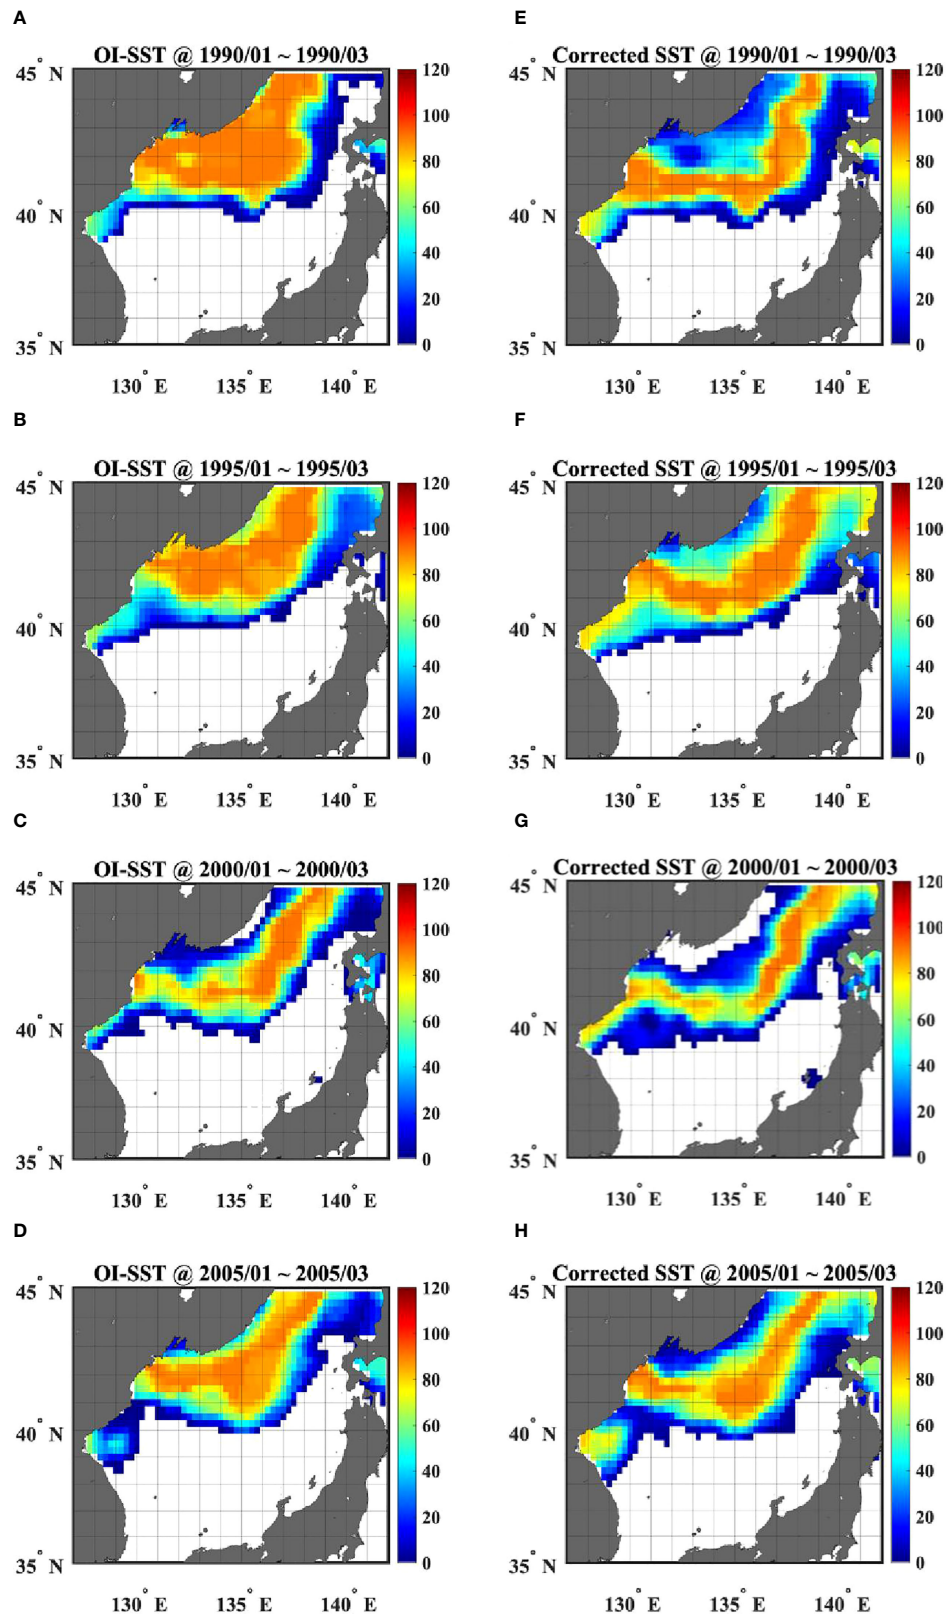 A
OI-SST @ 1990/01 ~ 1990/03
45° N
40° N
35° N
130° E
135° E
140° E
120
100
80
60
40
20
0
E
Corrected SST @ 1990/01 ~ 1990/03
45° N
40° N
35° N
130° E
135° E
140° E
120
100
80
60
40
20
0
B
OI-SST @ 1995/01 ~ 1995/03
45° N
40° N
35° N
130° E
135° E
140° E
120
100
80
60
40
20
0
F
Corrected SST @ 1995/01 ~ 1995/03
45° N
40° N
35° N
130° E
135° E
140° E
120
100
80
60
40
20
0
C
OI-SST @ 2000/01 ~ 2000/03
45° N
40° N
35° N
130° E
135° E
140° E
120
100
80
60
40
20
0
G
Corrected SST @ 2000/01 ~ 2000/03
45° N
40° N
35° N
130° E
135° E
140° E
120
100
80
60
40
20
0
D
OI-SST @ 2005/01 ~ 2005/03
45° N
40° N
35° N
130° E
135° E
140° E
120
100
80
60
40
20
0
H
Corrected SST @ 2005/01 ~ 2005/03
45° N
40° N
35° N
130° E
135° E
140° E
120
100
80
60
40
20
0